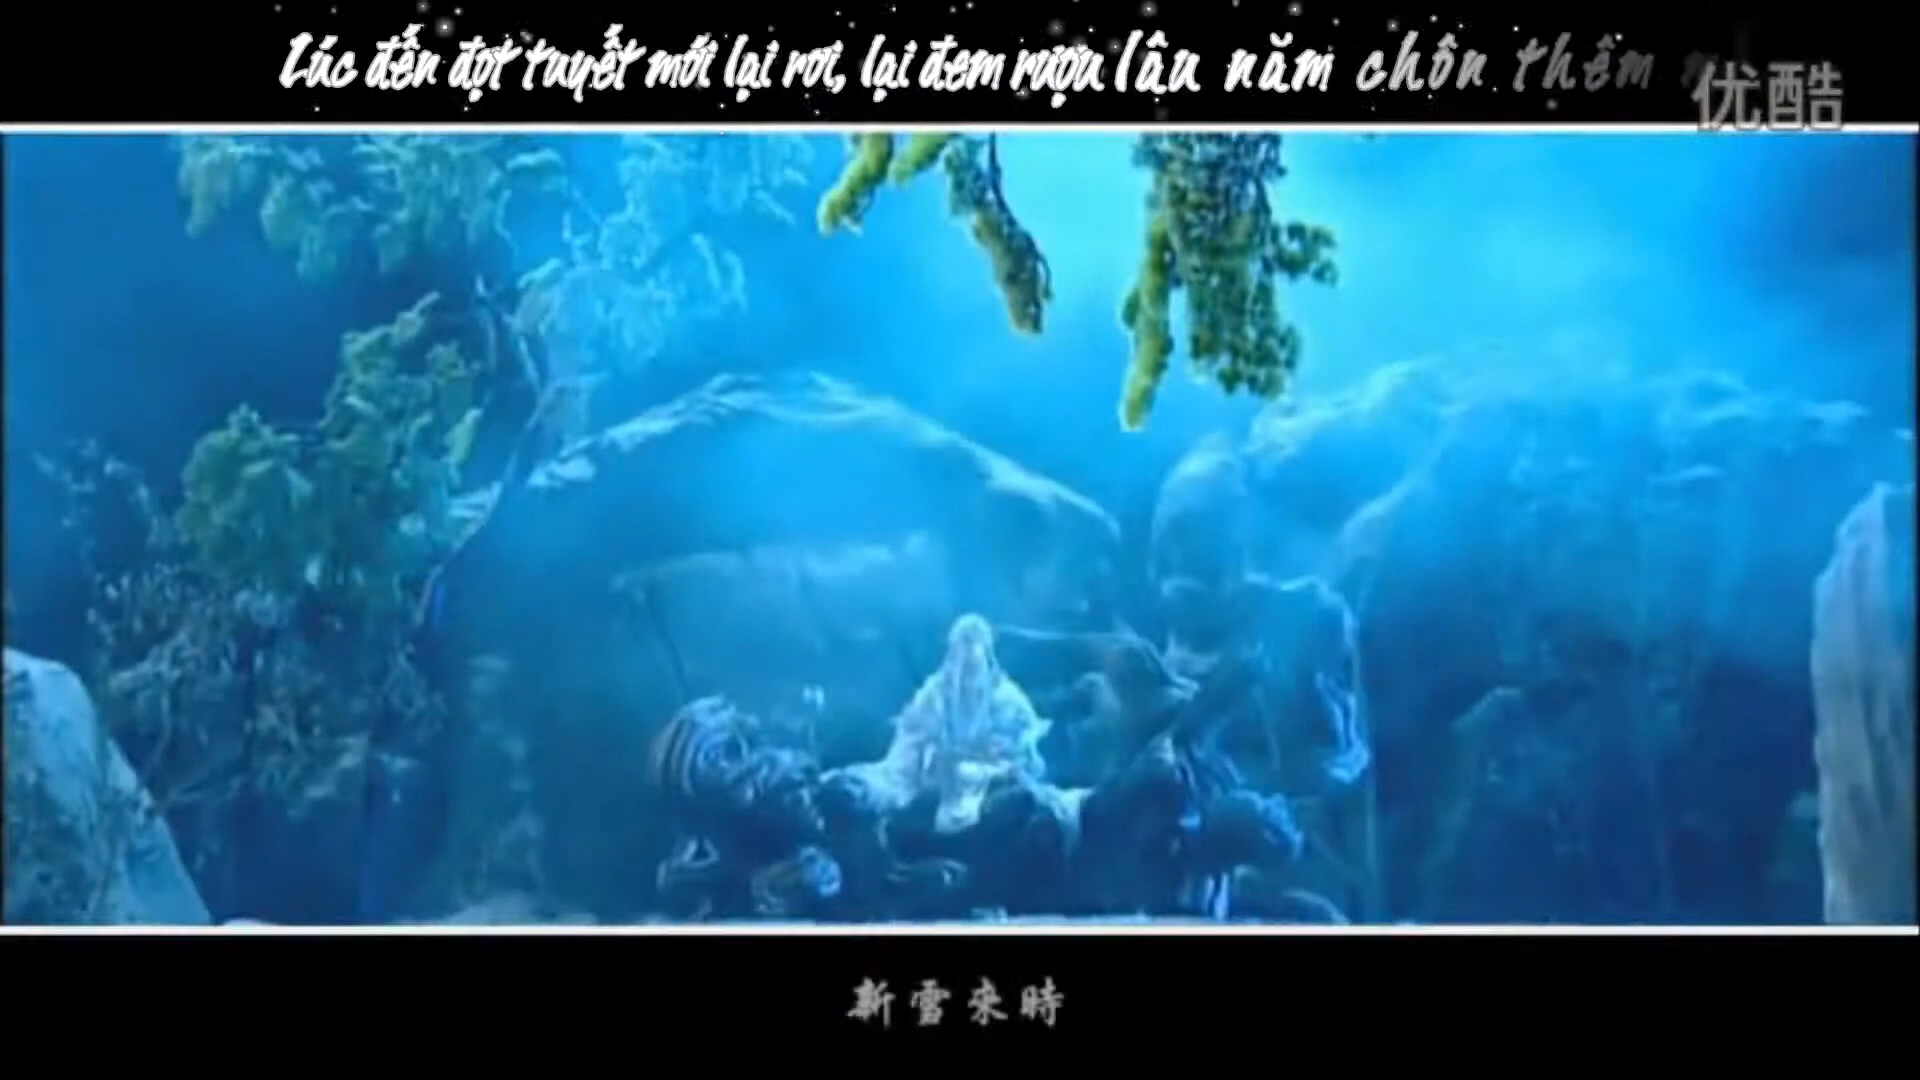 Lúc đến đợt tuyết mới lại rơi, lại đem rượu lâu năm chôn thêm
优酷
新雪來時